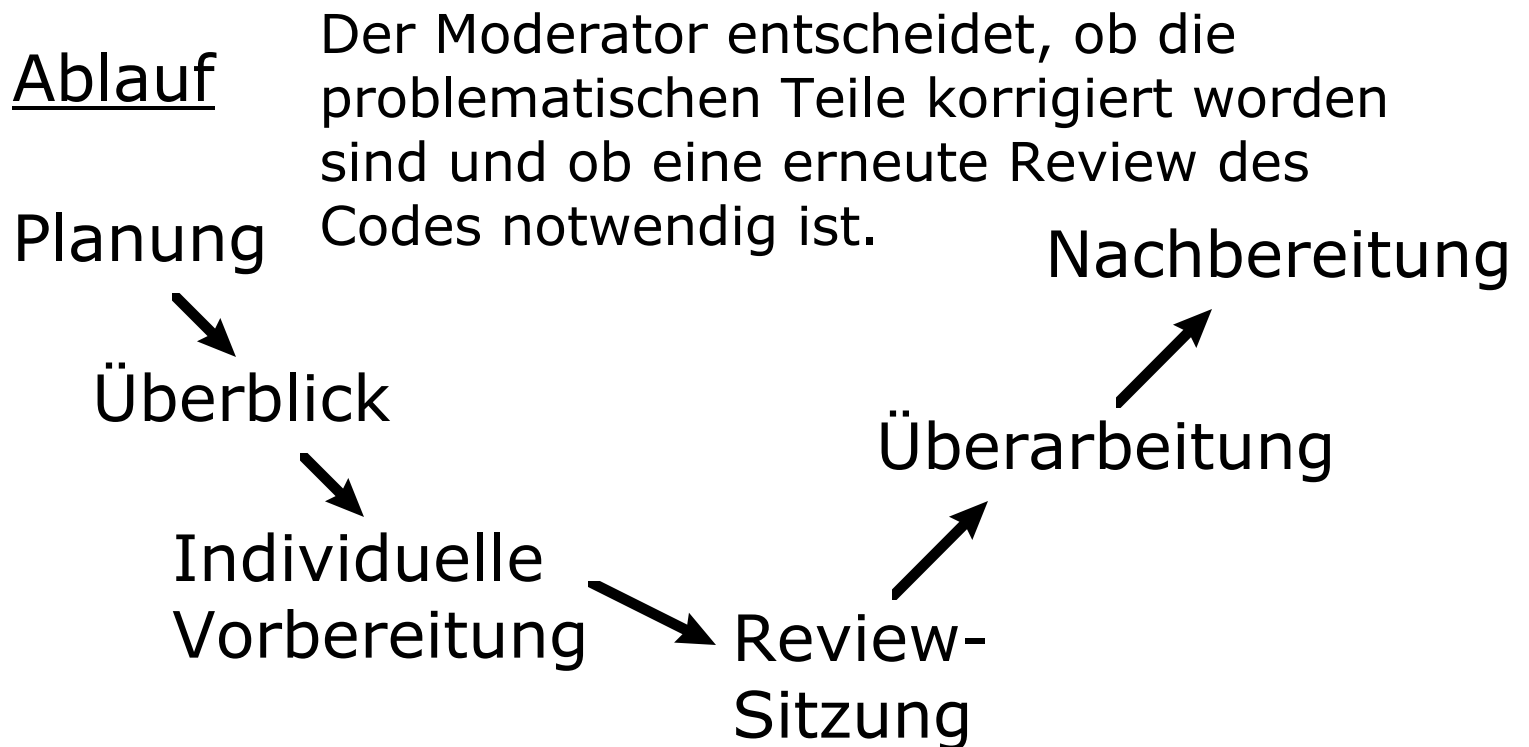 Ablauf
Der Moderator entscheidet, ob die
problematischen Teile korrigiert worden
sind und ob eine erneute Review des
Codes notwendig ist.
Planung
Überblick
Individuelle
Vorbereitung
Review-
Sitzung
Überarbeitung
Nachbereitung